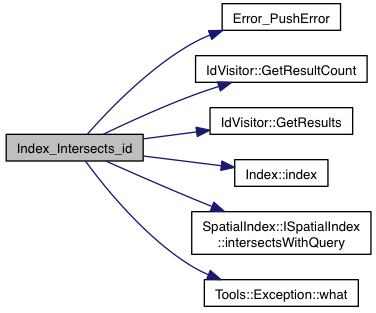 Error_PushError
IdVisitor::GetResultCount
IdVisitor::GetResults
Index_Intersects_id
Index::index
SpatialIndex::ISpatialIndex
::intersectsWithQuery
Tools::Exception::what